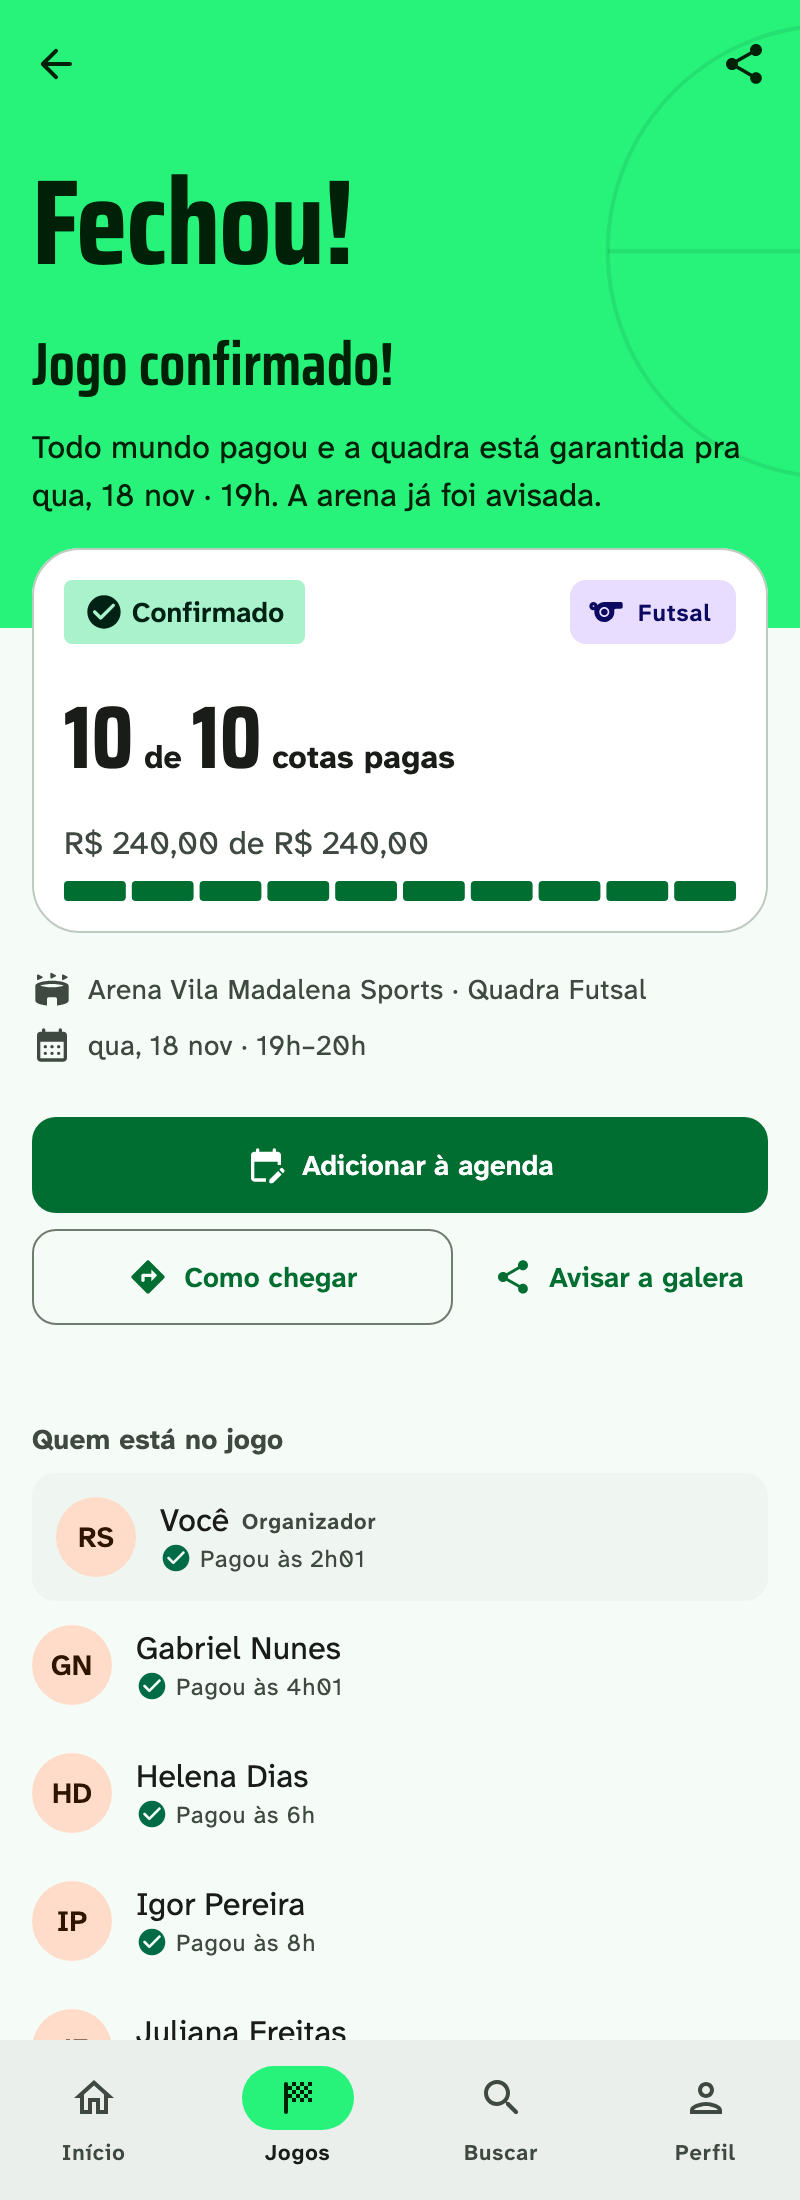 Fechou!
Jogo confirmado!
Todo mundo pagou e a quadra está garantida pra
qua, 18 nov · 19h. A arena já foi avisada.
Confirmado
Futsal
10 de 10 cotas pagas
R$ 240,00 de R$ 240,00
Arena Vila Madalena Sports · Quadra Futsal
qua, 18 nov · 19h–20h
Adicionar à agenda
Como chegar
Avisar a galera
Quem está no jogo
RS
Você Organizador
Pagou às 2h01
GN
Gabriel Nunes
Pagou às 4h01
HD
Helena Dias
Pagou às 6h
IP
Igor Pereira
Pagou às 8h
Juliana Freitas
Início
Jogos
Buscar
Perfil